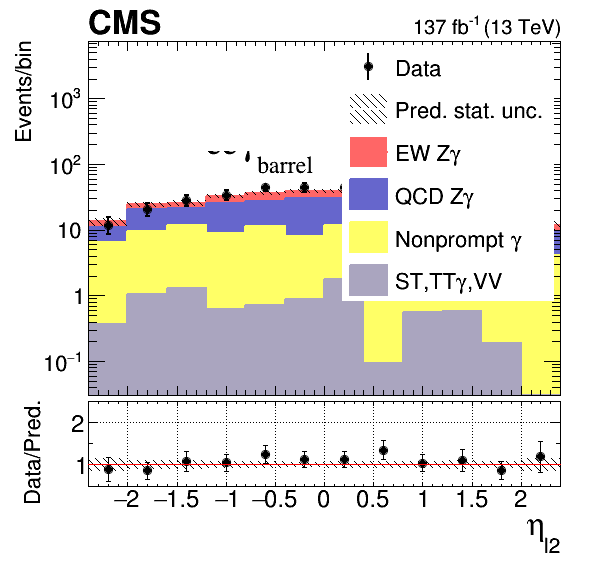 CMS
137 fb⁻¹ (13 TeV)
Events/bin
10³
10²
10
1
10⁻¹
barrel
Data
Pred. stat. unc.
EW Zγ
QCD Zγ
Nonprompt γ
ST,TTγ,VV
Data/Pred.
2
1
−2 −1.5 −1 −0.5 0 0.5 1 1.5 2
η_l2